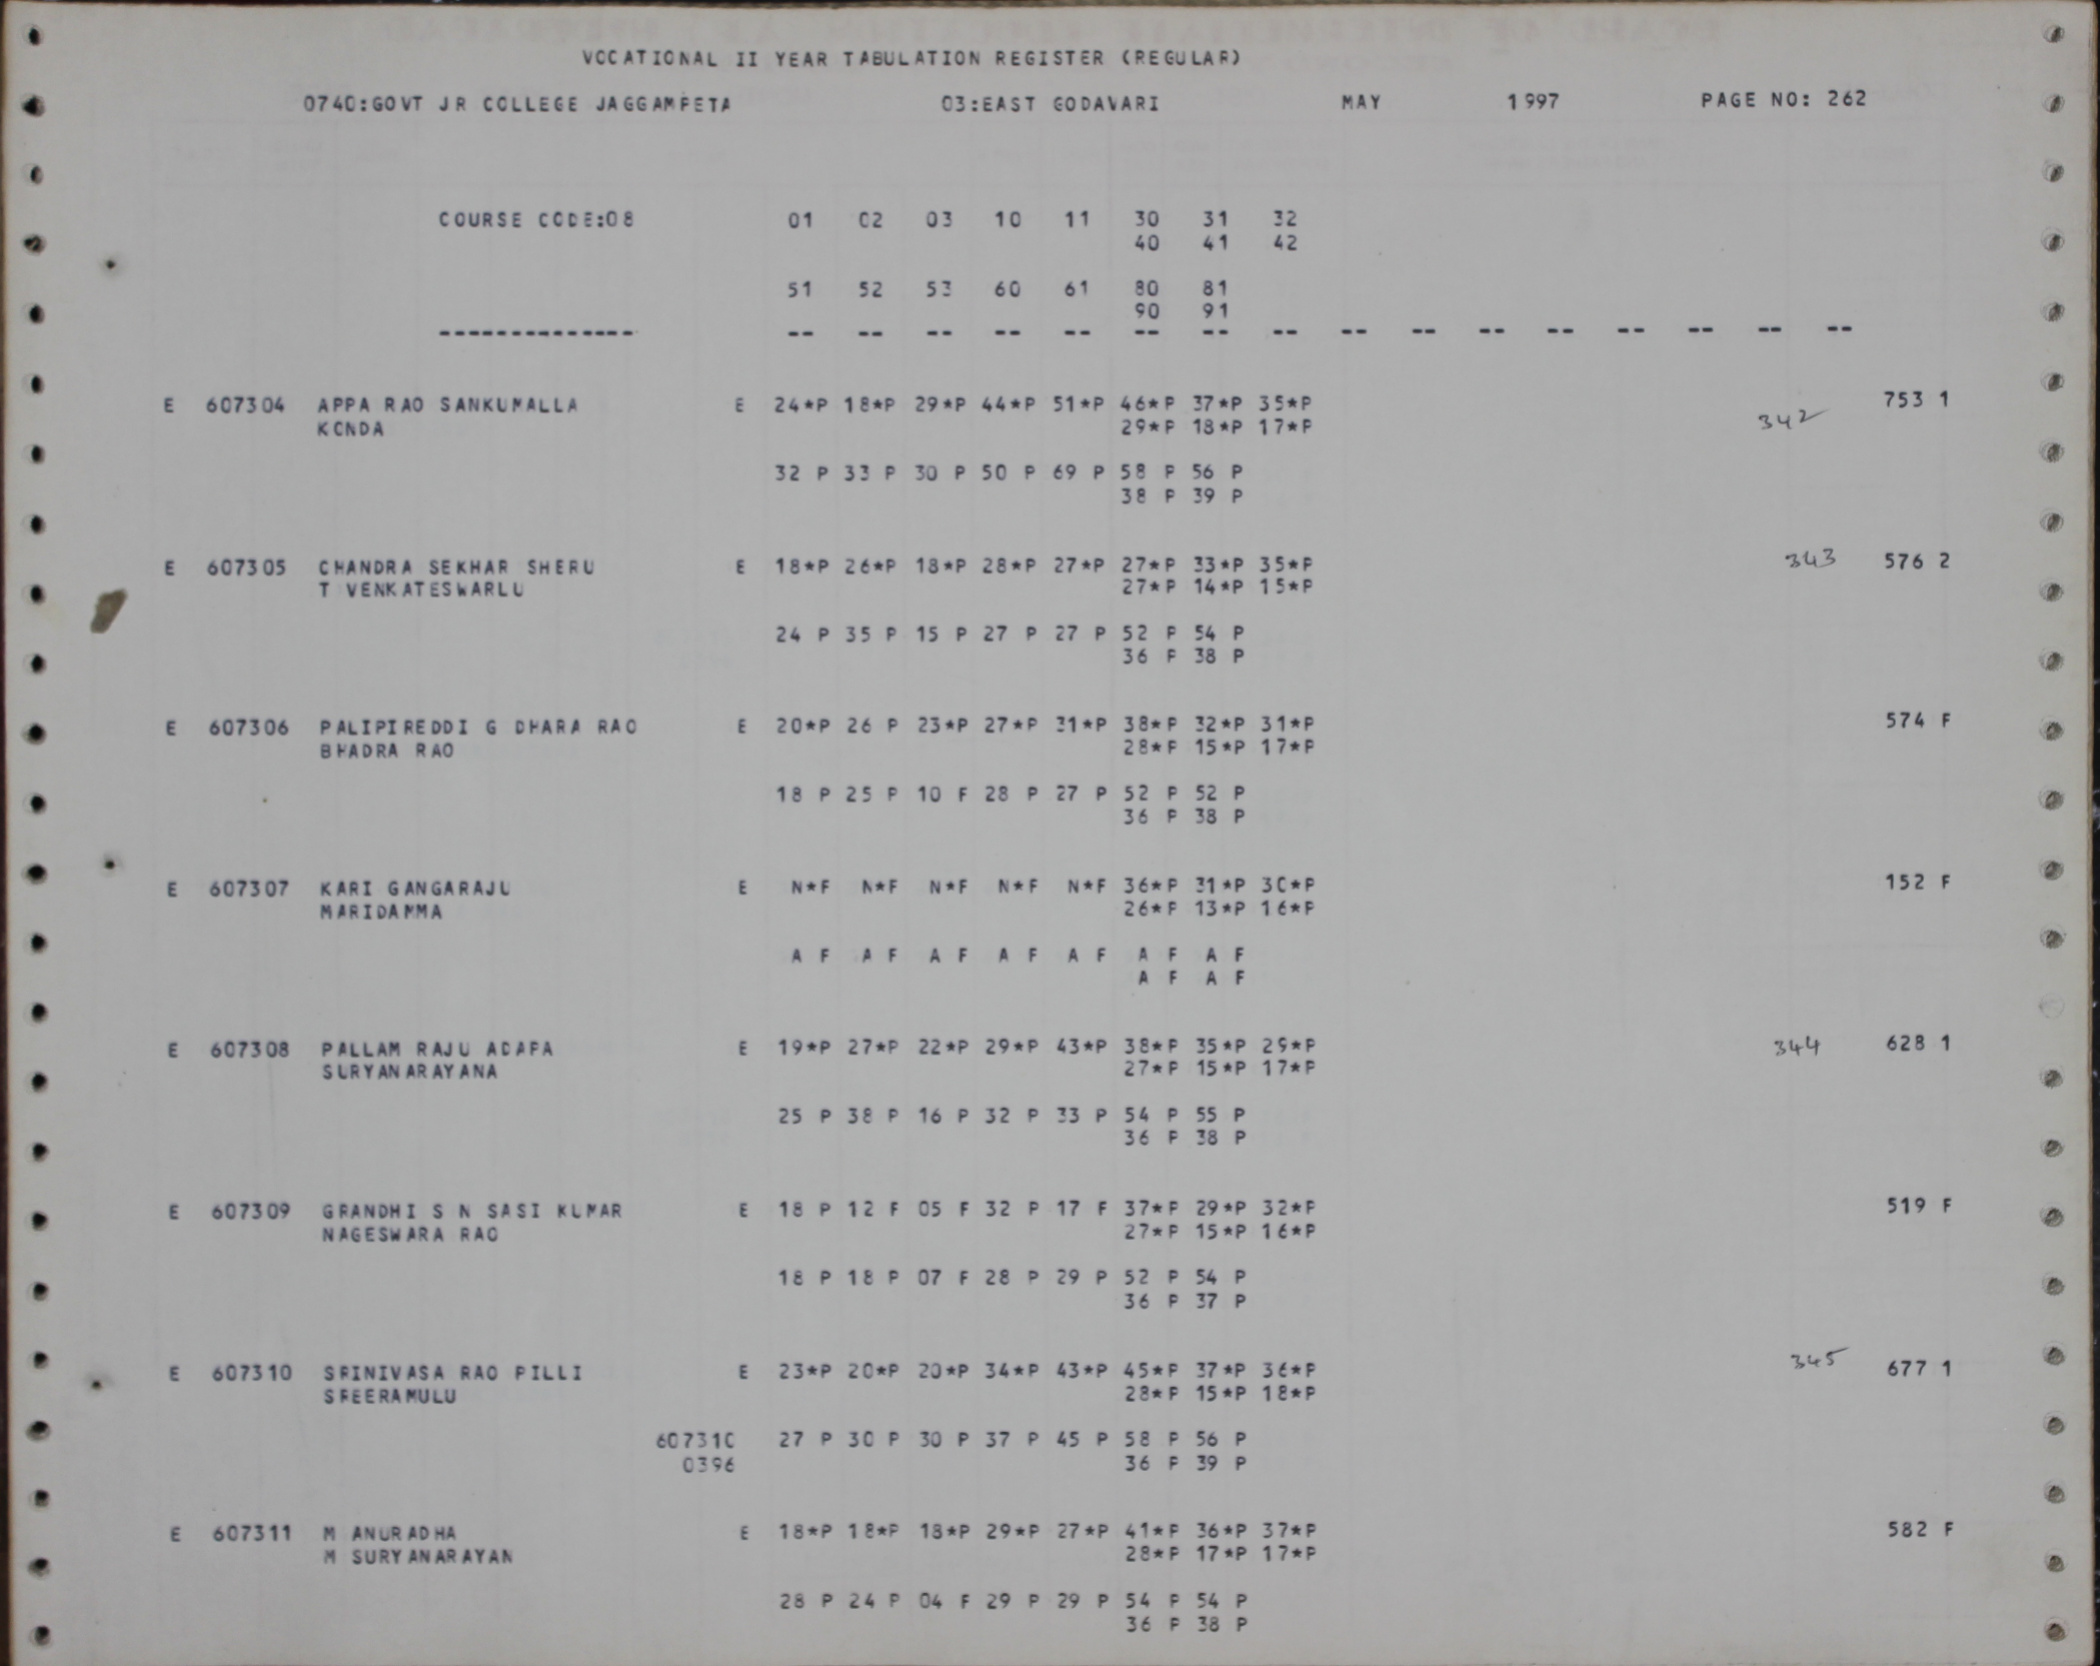 VOCATIONAL II YEAR TABULATION REGISTER (REGULAR)
0740:GOVT JR COLLEGE JAGGAMPETA 03:EAST GODAVARI MAY 1997 PAGE NO: 262
COURSE CODE:08 01 02 03 10 11 30 31 32
40 41 42
51 52 53 60 61 80 81
90 91
-------------- -- -- -- -- -- -- -- -- -- -- -- -- -- -- -- --
E 607304 APPA RAO SANKUMALLA E 24*P 18*P 29*P 44*P 51*P 46*P 37*P 35*P 342 753 1
KONDA 29*P 18*P 17*P
32 P 33 P 30 P 50 P 69 P 58 P 56 P
38 P 39 P
E 607305 CHANDRA SEKHAR SHERU E 18*P 26*P 18*P 28*P 27*P 27*P 33*P 35*P 343 576 2
T VENKATESWARLU 27*P 14*P 15*P
24 P 35 P 15 P 27 P 27 P 52 P 54 P
36 P 38 P
E 607306 PALIPIREDDI G DHARA RAO E 20*P 26 P 23*P 27*P 31*P 38*P 32*P 31*P 574 F
BHADRA RAO 28*P 15*P 17*P
18 P 25 P 10 F 28 P 27 P 52 P 52 P
36 P 38 P
E 607307 KARI GANGARAJU E N*F N*F N*F N*F N*F 36*P 31*P 30*P 152 F
MARIDAMMA 26*P 13*P 16*P
A F A F A F A F A F A F A F
A F A F
E 607308 PALLAM RAJU ADAPA E 19*P 27*P 22*P 29*P 43*P 38*P 35*P 29*P 344 628 1
SURYANARAYANA 27*P 15*P 17*P
25 P 38 P 16 P 32 P 33 P 54 P 55 P
36 P 38 P
E 607309 GRANDHI S N SASI KUMAR E 18 P 12 F 05 F 32 P 17 F 37*P 29*P 32*P 519 F
NAGESWARA RAO 27*P 15*P 16*P
18 P 18 P 07 F 28 P 29 P 52 P 54 P
36 P 37 P
E 607310 SRINIVASA RAO PILLI E 23*P 20*P 20*P 34*P 43*P 45*P 37*P 36*P 345 677 1
SREERAMULU 28*P 15*P 18*P
607310 27 P 30 P 30 P 37 P 45 P 58 P 56 P
0396 36 P 39 P
E 607311 M ANURADHA E 18*P 18*P 18*P 29*P 27*P 41*P 36*P 37*P 582 F
M SURYANARAYAN 28*P 17*P 17*P
28 P 24 P 04 F 29 P 29 P 54 P 54 P
36 P 38 P